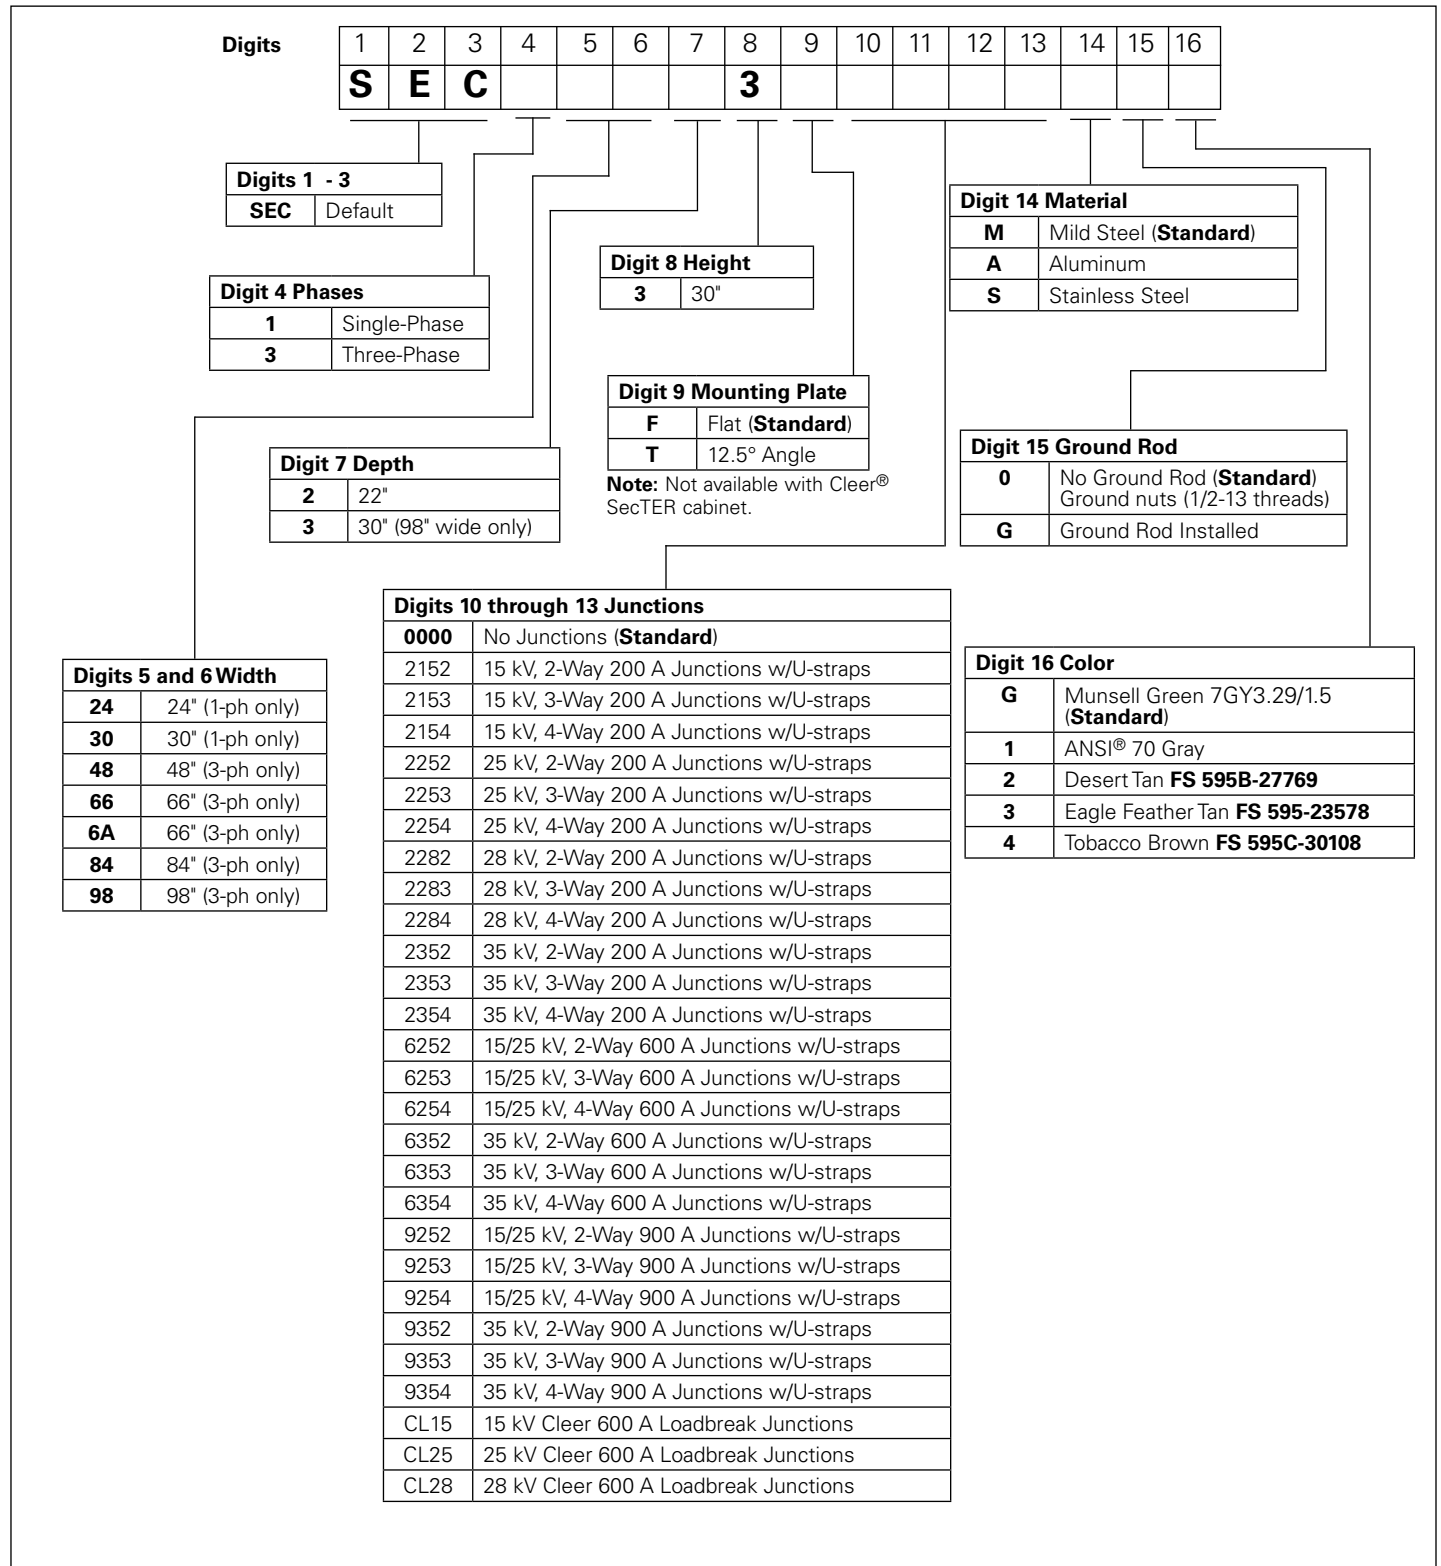 Digits 1 2 3 4 5 6 7 8 9 10 11 12 13 14 15 16
S E C 3
Digits 1 - 3
SEC Default
Digit 4 Phases
1 Single-Phase
3 Three-Phase
Digit 8 Height
3 30"
Digit 14 Material
M Mild Steel (Standard)
A Aluminum
S Stainless Steel
Digit 9 Mounting Plate
F Flat (Standard)
T 12.5° Angle
Note: Not available with Cleer®
SecTER cabinet.
Digit 7 Depth
2 22"
3 30" (98" wide only)
Digit 15 Ground Rod
0 No Ground Rod (Standard)
Ground nuts (1/2-13 threads)
G Ground Rod Installed
Digits 5 and 6 Width
24 24" (1-ph only)
30 30" (1-ph only)
48 48" (3-ph only)
66 66" (3-ph only)
6A 66" (3-ph only)
84 84" (3-ph only)
98 98" (3-ph only)
Digits 10 through 13 Junctions
0000 No Junctions (Standard)
2152 15 kV, 2-Way 200 A Junctions w/U-straps
2153 15 kV, 3-Way 200 A Junctions w/U-straps
2154 15 kV, 4-Way 200 A Junctions w/U-straps
2252 25 kV, 2-Way 200 A Junctions w/U-straps
2253 25 kV, 3-Way 200 A Junctions w/U-straps
2254 25 kV, 4-Way 200 A Junctions w/U-straps
2282 28 kV, 2-Way 200 A Junctions w/U-straps
2283 28 kV, 3-Way 200 A Junctions w/U-straps
2284 28 kV, 4-Way 200 A Junctions w/U-straps
2352 35 kV, 2-Way 200 A Junctions w/U-straps
2353 35 kV, 3-Way 200 A Junctions w/U-straps
2354 35 kV, 4-Way 200 A Junctions w/U-straps
6252 15/25 kV, 2-Way 600 A Junctions w/U-straps
6253 15/25 kV, 3-Way 600 A Junctions w/U-straps
6254 15/25 kV, 4-Way 600 A Junctions w/U-straps
6352 35 kV, 2-Way 600 A Junctions w/U-straps
6353 35 kV, 3-Way 600 A Junctions w/U-straps
6354 35 kV, 4-Way 600 A Junctions w/U-straps
9252 15/25 kV, 2-Way 900 A Junctions w/U-straps
9253 15/25 kV, 3-Way 900 A Junctions w/U-straps
9254 15/25 kV, 4-Way 900 A Junctions w/U-straps
9352 35 kV, 2-Way 900 A Junctions w/U-straps
9353 35 kV, 3-Way 900 A Junctions w/U-straps
9354 35 kV, 4-Way 900 A Junctions w/U-straps
CL15 15 kV Cleer 600 A Loadbreak Junctions
CL25 25 kV Cleer 600 A Loadbreak Junctions
CL28 28 kV Cleer 600 A Loadbreak Junctions
Digit 16 Color
G Munsell Green 7GY3.29/1.5
(Standard)
1 ANSI® 70 Gray
2 Desert Tan FS 595B-27769
3 Eagle Feather Tan FS 595-23578
4 Tobacco Brown FS 595C-30108